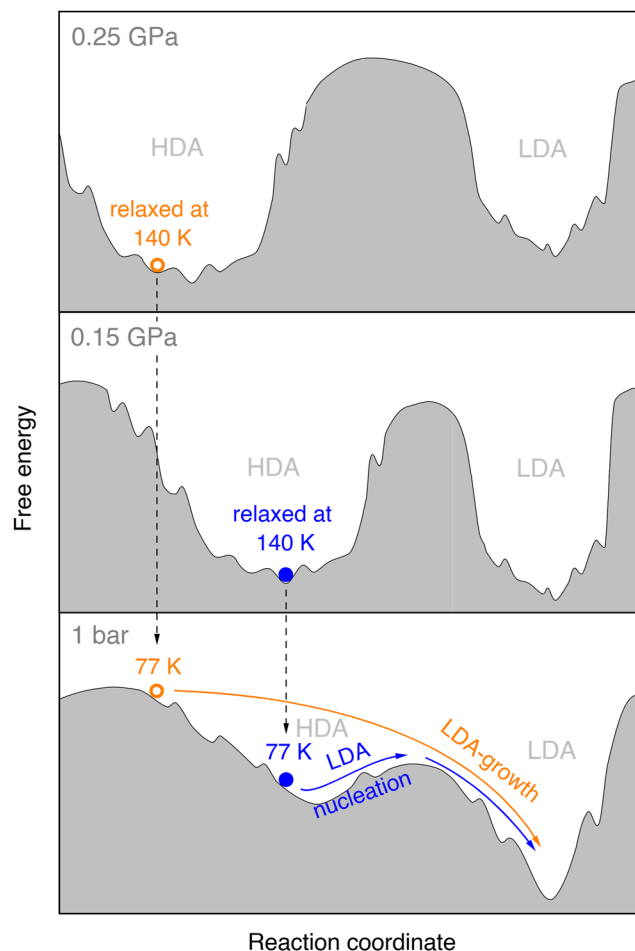 0.25 GPa
HDA
LDA
relaxed at
140 K
0.15 GPa
HDA
LDA
relaxed at
140 K
Free energy
1 bar
77 K
HDA
77 K
LDA
nucleation
LDA-growth
LDA
Reaction coordinate